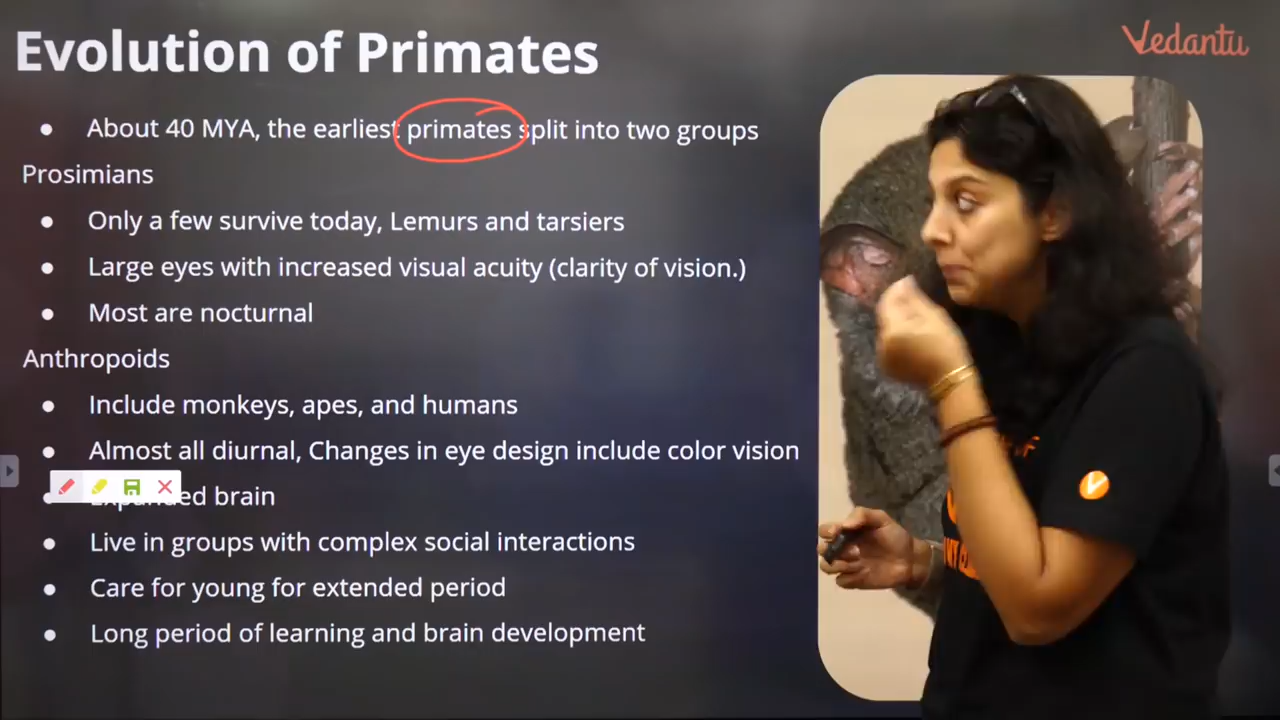 Evolution of Primates
Vedantu
• About 40 MYA, the earliest primates split into two groups
Prosimians
• Only a few survive today, Lemurs and tarsiers
• Large eyes with increased visual acuity (clarity of vision.)
• Most are nocturnal
Anthropoids
• Include monkeys, apes, and humans
• Almost all diurnal, Changes in eye design include color vision
• Expanded brain
• Live in groups with complex social interactions
• Care for young for extended period
• Long period of learning and brain development